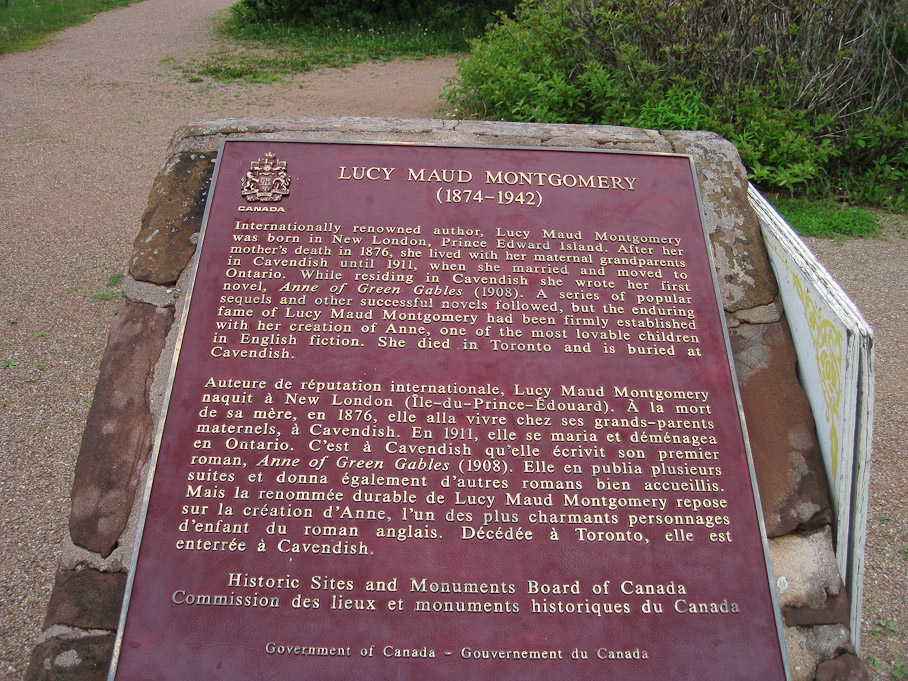 CANADA
LUCY MAUD MONTGOMERY
(1874-1942)
Internationally renowned author, Lucy Maud Montgomery
was born in New London, Prince Edward Island. After her
mother's death in 1876, she lived with her maternal grandparents
in Cavendish until 1911, when she married and moved to
Ontario. While residing in Cavendish she wrote her first
novel, Anne of Green Gables (1908). A series of popular
sequels and other successful novels followed, but the enduring
fame of Lucy Maud Montgomery had been firmly established
with her creation of Anne, one of the most lovable children
in English fiction. She died in Toronto and is buried at
Cavendish.
Auteure de réputation internationale, Lucy Maud Montgomery
naquit à New London (Île-du-Prince-Édouard). À la mort
de sa mère, en 1876, elle alla vivre chez ses grands-parents
maternels, à Cavendish. En 1911, elle se maria et déménagea
en Ontario. C'est à Cavendish qu'elle écrivit son premier
roman, Anne of Green Gables (1908). Elle en publia plusieurs
suites et donna également d'autres romans bien accueillis.
Mais la renommée durable de Lucy Maud Montgomery repose
sur la création d'Anne, l'un des plus charmants personnages
d'enfant du roman anglais. Décédée à Toronto, elle est
enterrée à Cavendish.
Historic Sites and Monuments Board of Canada
Commission des lieux et monuments historiques du Canada
Government of Canada - Gouvernement du Canada